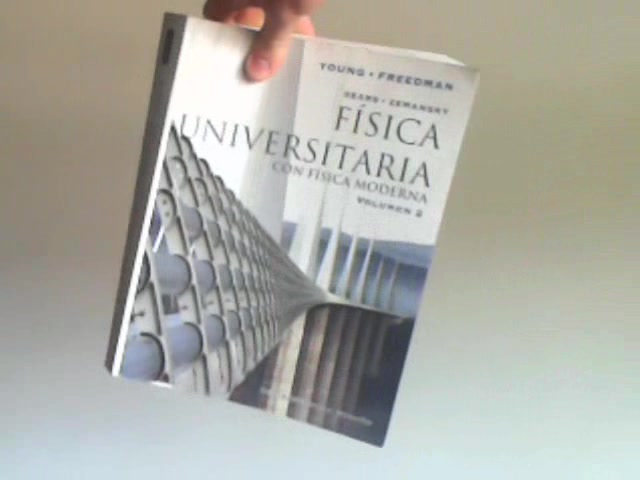 YOUNG • FREEDMAN
SEARS • ZEMANSKY
FÍSICA
UNIVERSITARIA
CON FÍSICA MODERNA
VOLUMEN 2